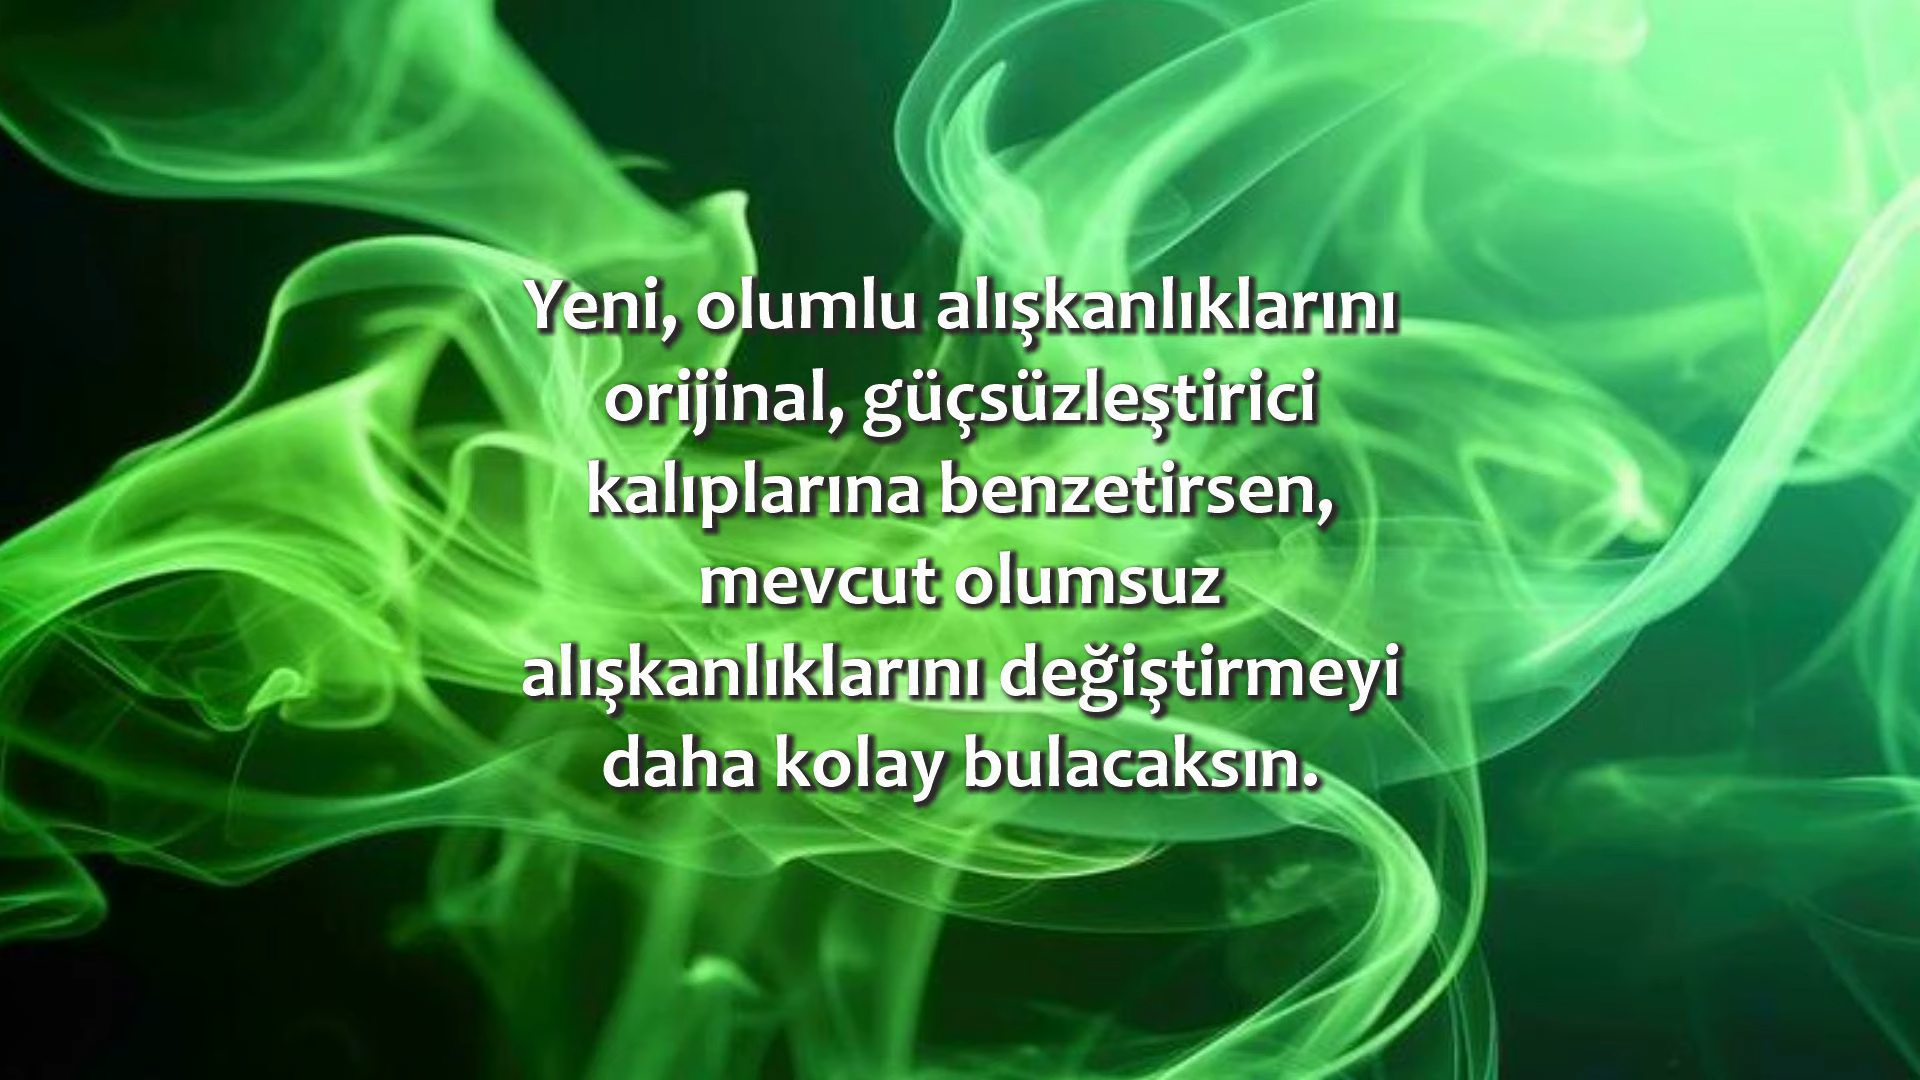 Yeni, olumlu alışkanlıklarını
orijinal, güçsüzleştirici
kalıplarına benzetirsen,
mevcut olumsuz
alışkanlıklarını değiştirmeyi
daha kolay bulacaksın.